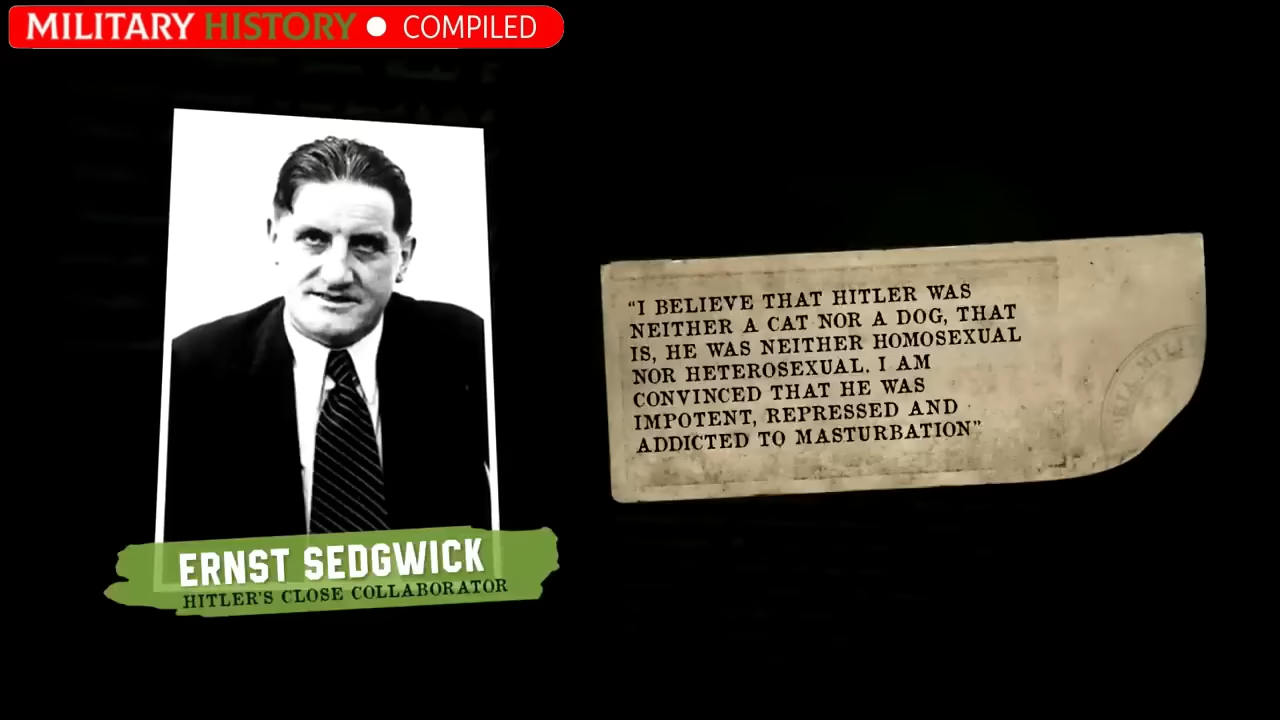 MILITARY HISTORY • COMPILED
"I BELIEVE THAT HITLER WAS
NEITHER A CAT NOR A DOG, THAT
IS, HE WAS NEITHER HOMOSEXUAL
NOR HETEROSEXUAL. I AM
CONVINCED THAT HE WAS
IMPOTENT, REPRESSED AND
ADDICTED TO MASTURBATION"
ERNST SEDGWICK
HITLER'S CLOSE COLLABORATOR